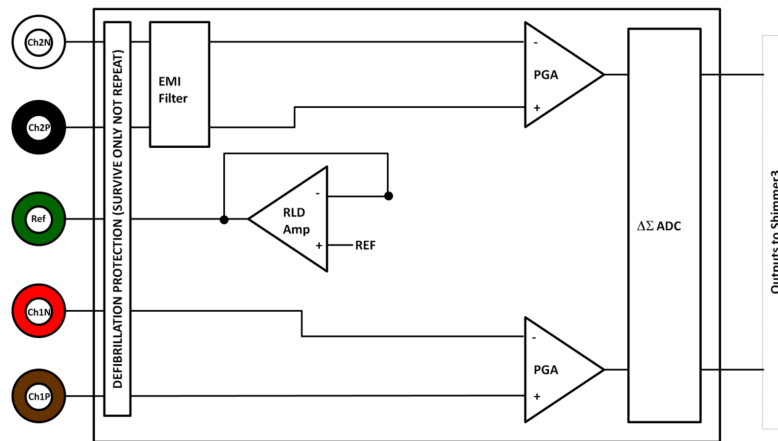 Ch2N
Ch2P
Ref
Ch1N
Ch1P
DEFIBRILLATION PROTECTION (SURVIVE ONLY NOT REPEAT)
EMI
Filter
-
PGA
+
-
RLD
Amp
+
REF
-
PGA
+
ΔΣ ADC
Outputs to Shimmer3